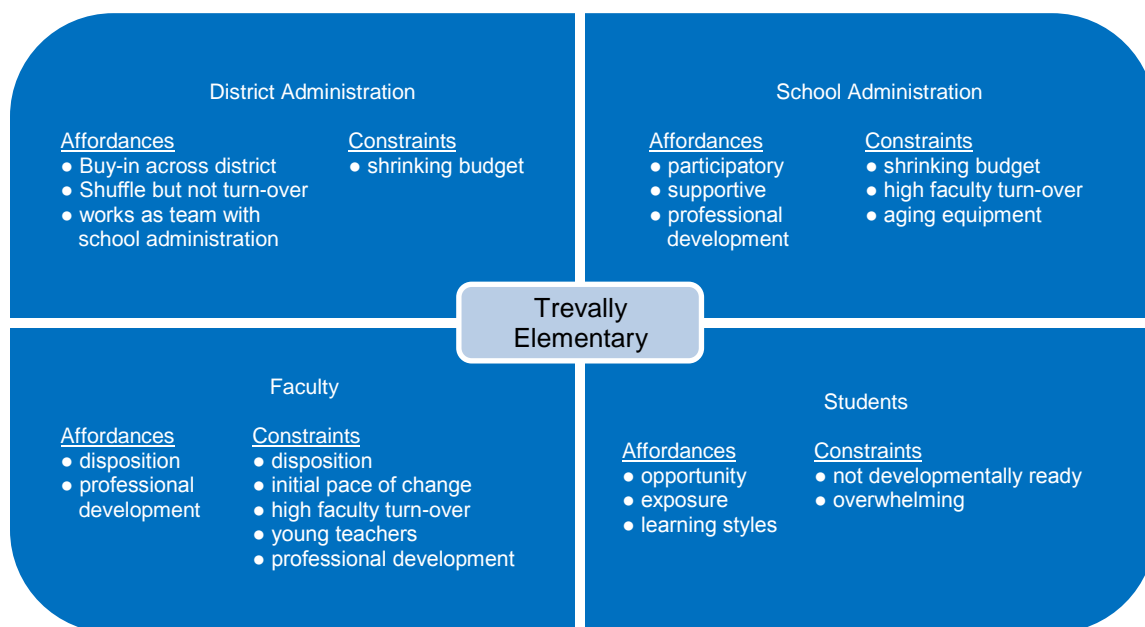 District Administration
Affordances
● Buy-in across district
● Shuffle but not turn-over
● works as team with
school administration
Constraints
● shrinking budget
School Administration
Affordances
● participatory
● supportive
● professional
development
Constraints
● shrinking budget
● high faculty turn-over
● aging equipment
Trevally
Elementary
Faculty
Affordances
● disposition
● professional
development
Constraints
● disposition
● initial pace of change
● high faculty turn-over
● young teachers
● professional development
Students
Affordances
● opportunity
● exposure
● learning styles
Constraints
● not developmentally ready
● overwhelming